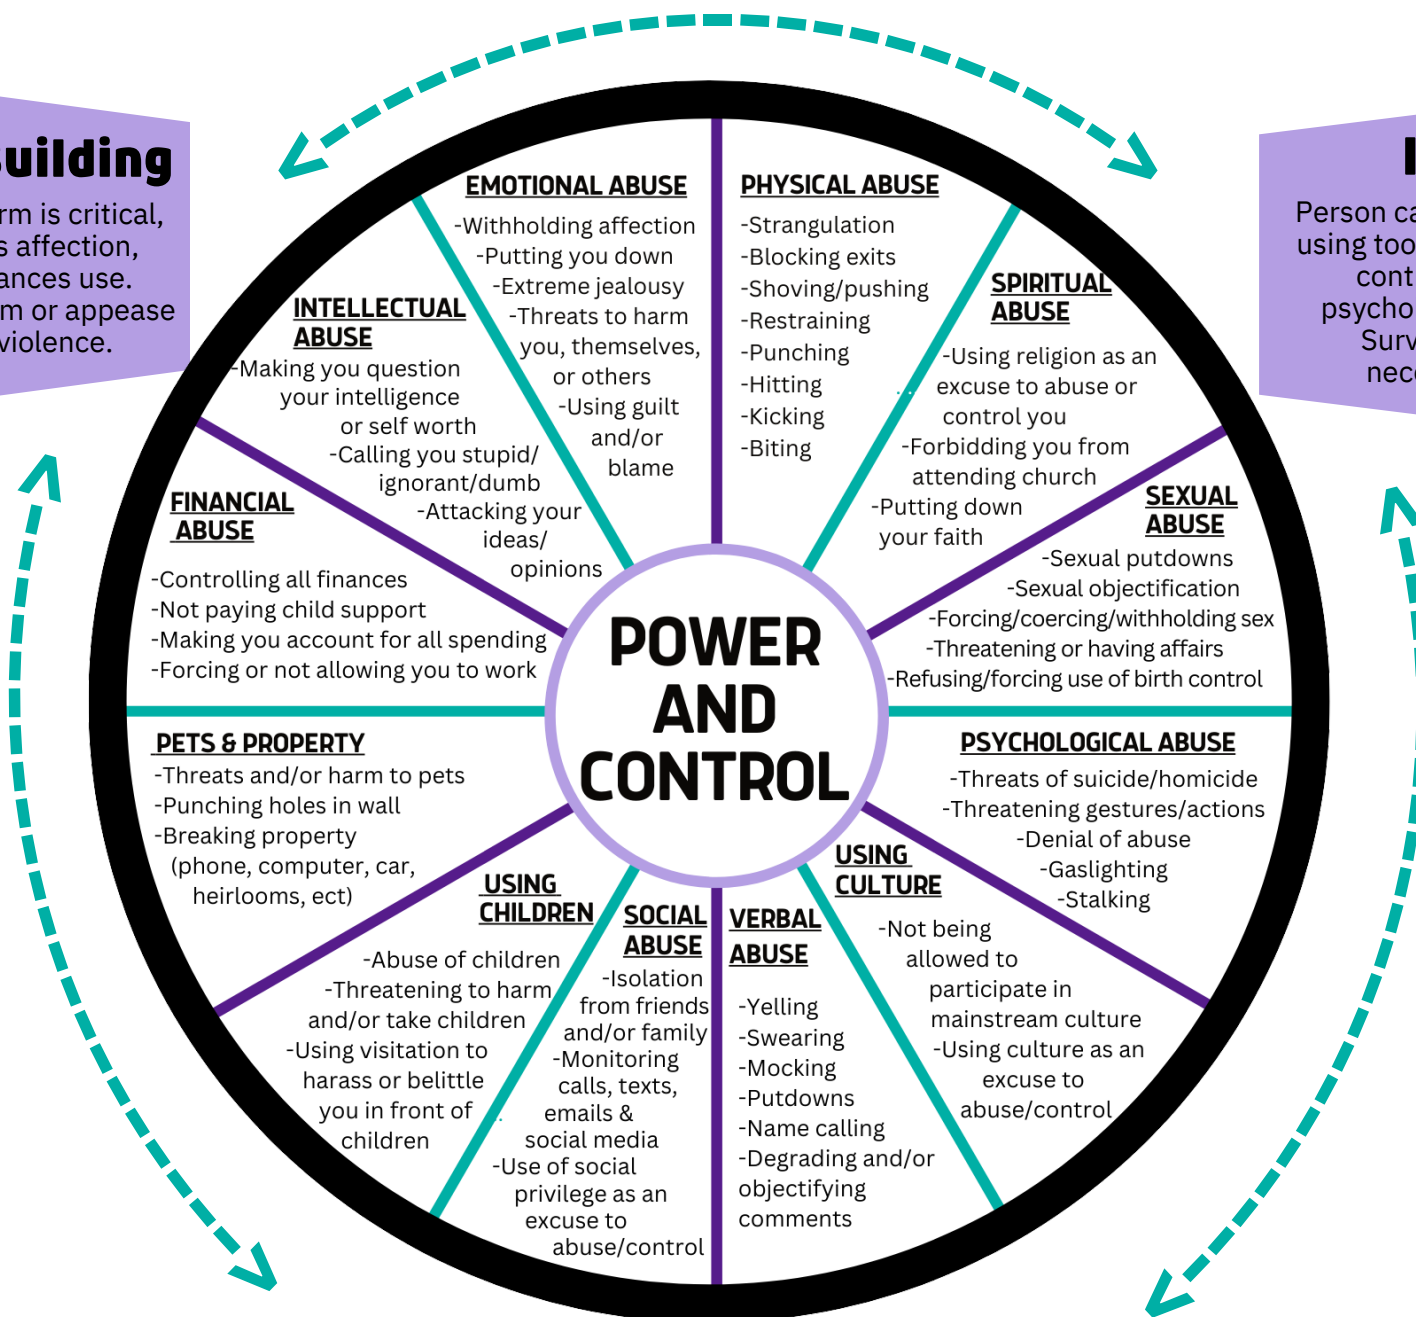 uilding
rm is critical,
s affection,
ances use.
m or appease
violence.
EMOTIONAL ABUSE
-Withholding affection
-Putting you down
-Extreme jealousy
-Threats to harm
you, themselves,
or others
-Using guilt
and/or
blame
PHYSICAL ABUSE
-Strangulation
-Blocking exits
-Shoving/pushing
-Restraining
-Punching
-Hitting
-Kicking
-Biting
SPIRITUAL
ABUSE
-Using religion as an
excuse to abuse or
control you
-Forbidding you from
attending church
-Putting down
your faith
Person ca
using too
cont
psycho
Surv
nece
INTELLECTUAL
ABUSE
-Making you question
your intelligence
or self worth
-Calling you stupid/
ignorant/dumb
-Attacking your
ideas/
opinions
SEXUAL
ABUSE
-Sexual putdowns
-Sexual objectification
-Forcing/coercing/withholding sex
-Threatening or having affairs
-Refusing/forcing use of birth control
FINANCIAL
ABUSE
-Controlling all finances
-Not paying child support
-Making you account for all spending
-Forcing or not allowing you to work
POWER
AND
CONTROL
PETS & PROPERTY
-Threats and/or harm to pets
-Punching holes in wall
-Breaking property
(phone, computer, car,
heirlooms, ect)
PSYCHOLOGICAL ABUSE
-Threats of suicide/homicide
-Threatening gestures/actions
-Denial of abuse
-Gaslighting
-Stalking
USING
CHILDREN
-Abuse of children
-Threatening to harm
and/or take children
-Using visitation to
harass or belittle
you in front of
children
SOCIAL
ABUSE
-Isolation
from friends
and/or family
-Monitoring
calls, texts,
emails &
social media
-Use of social
privilege as an
excuse to
abuse/control
VERBAL
ABUSE
-Yelling
-Swearing
-Mocking
-Putdowns
-Name calling
-Degrading and/or
objectifying
comments
USING
CULTURE
-Not being
allowed to
participate in
mainstream culture
-Using culture as an
excuse to
abuse/control